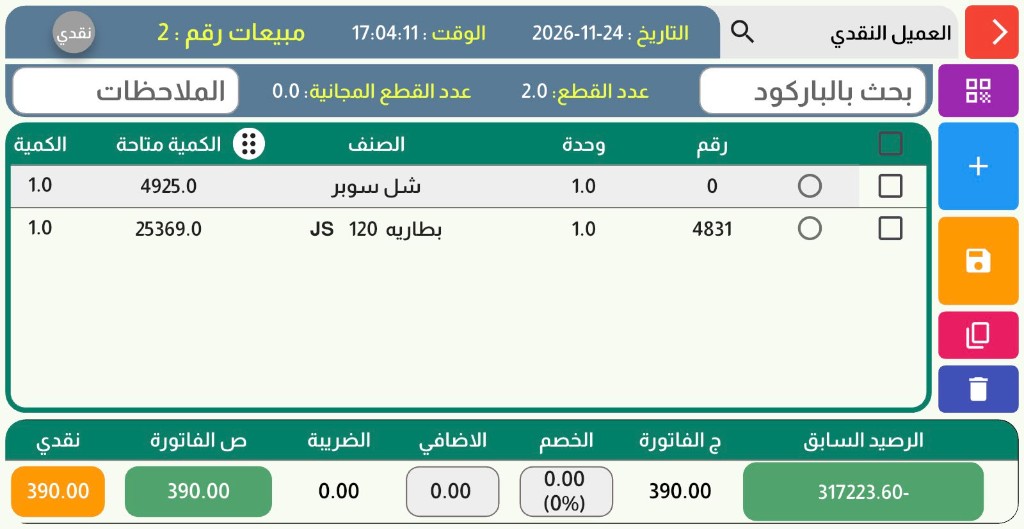 العميل النقدي
التاريخ : 24-11-2026 الوقت : 17:04:11 مبيعات رقم : 2 نقدي
بحث بالباركود عدد القطع: 2.0 عدد القطع المجانية: 0.0 الملاحظات
رقم وحدة الصنف الكمية متاحة الكمية
0 1.0 شل سوبر 4925.0 1.0
4831 1.0 بطاريه 120 JS 25369.0 1.0
الرصيد السابق ج الفاتورة الخصم الاضافي الضريبة ص الفاتورة نقدي
317223.60- 390.00 0.00 0.00 0.00 390.00 390.00
(0%)